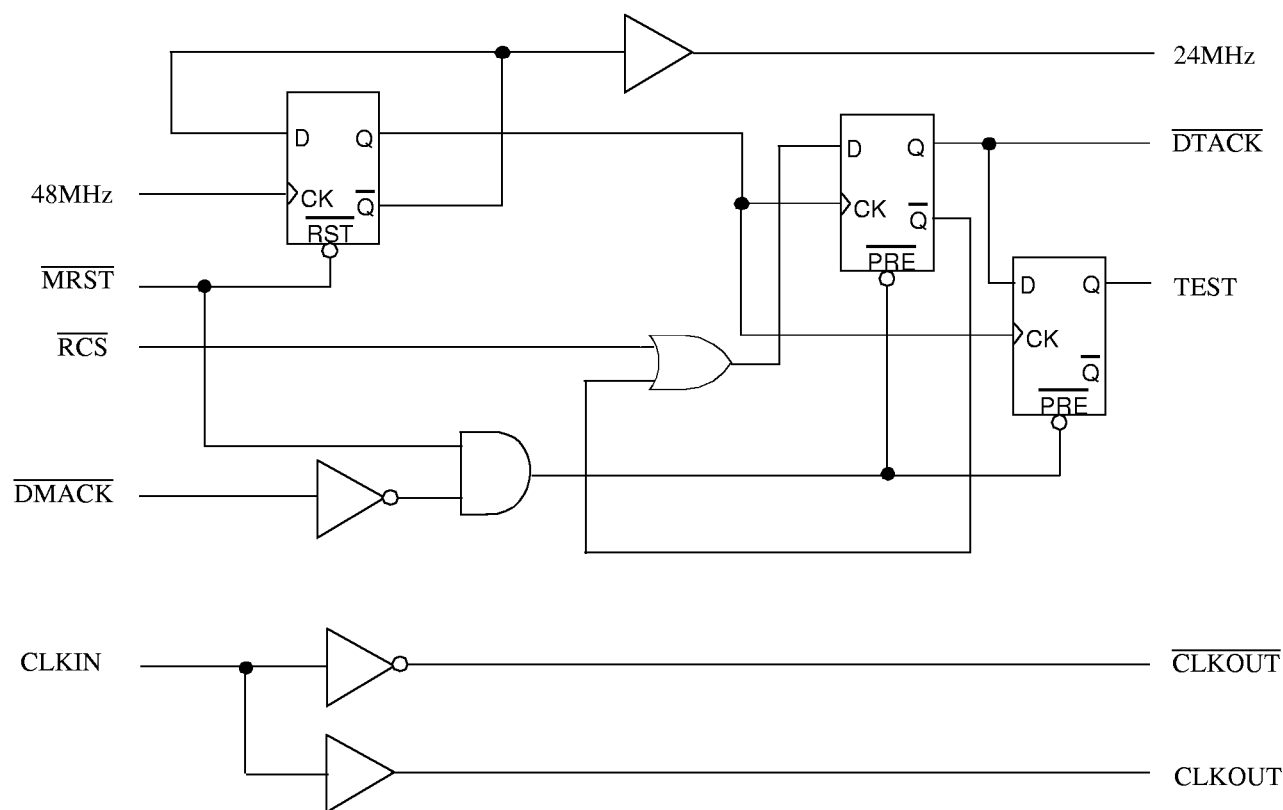 24MHz
D Q
D Q
DTACK
48MHz
CK Q
CK Q
RST
PRE
MRST
D Q
TEST
RCS
CK
Q
PRE
DMACK
CLKIN
CLKOUT
CLKOUT